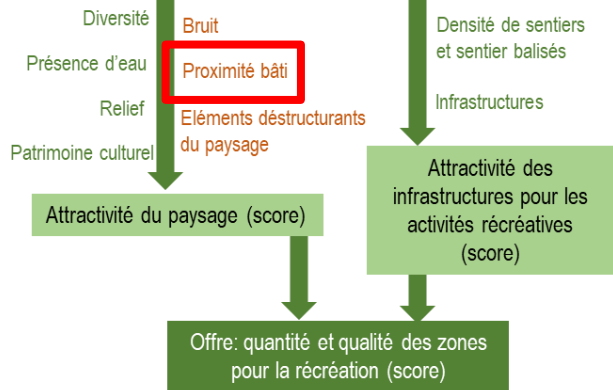 Diversité
Présence d'eau
Relief
Patrimoine culturel
Bruit
Proximité bâti
Eléments déstructurants
du paysage
Densité de sentiers
et sentier balisés
Infrastructures
Attractivité du paysage (score)
Attractivité des
infrastructures pour les
activités récréatives
(score)
Offre: quantité et qualité des zones
pour la récréation (score)